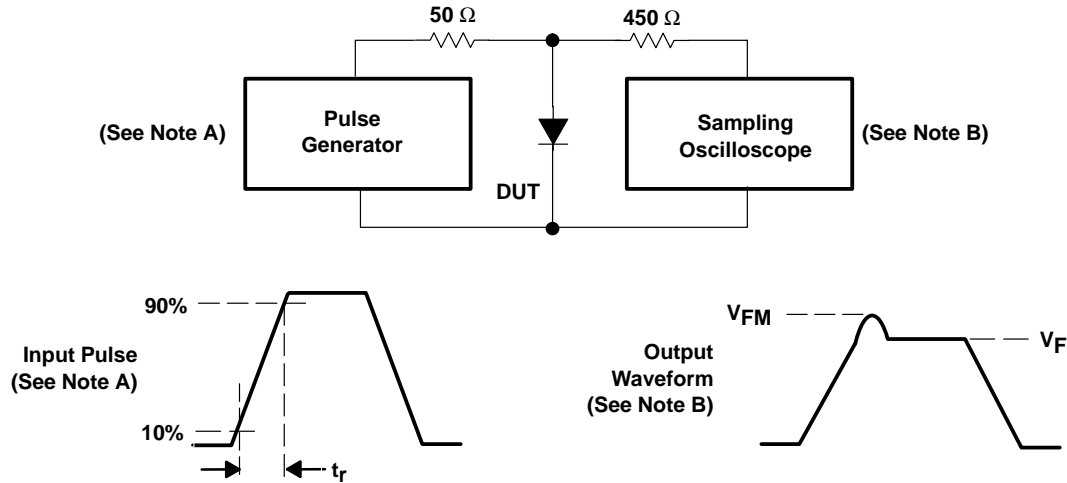 50 Ω
450 Ω
(See Note A)
Pulse
Generator
DUT
Sampling
Oscilloscope
(See Note B)
90%
Input Pulse
(See Note A)
10%
tr
VFM
VF
Output
Waveform
(See Note B)